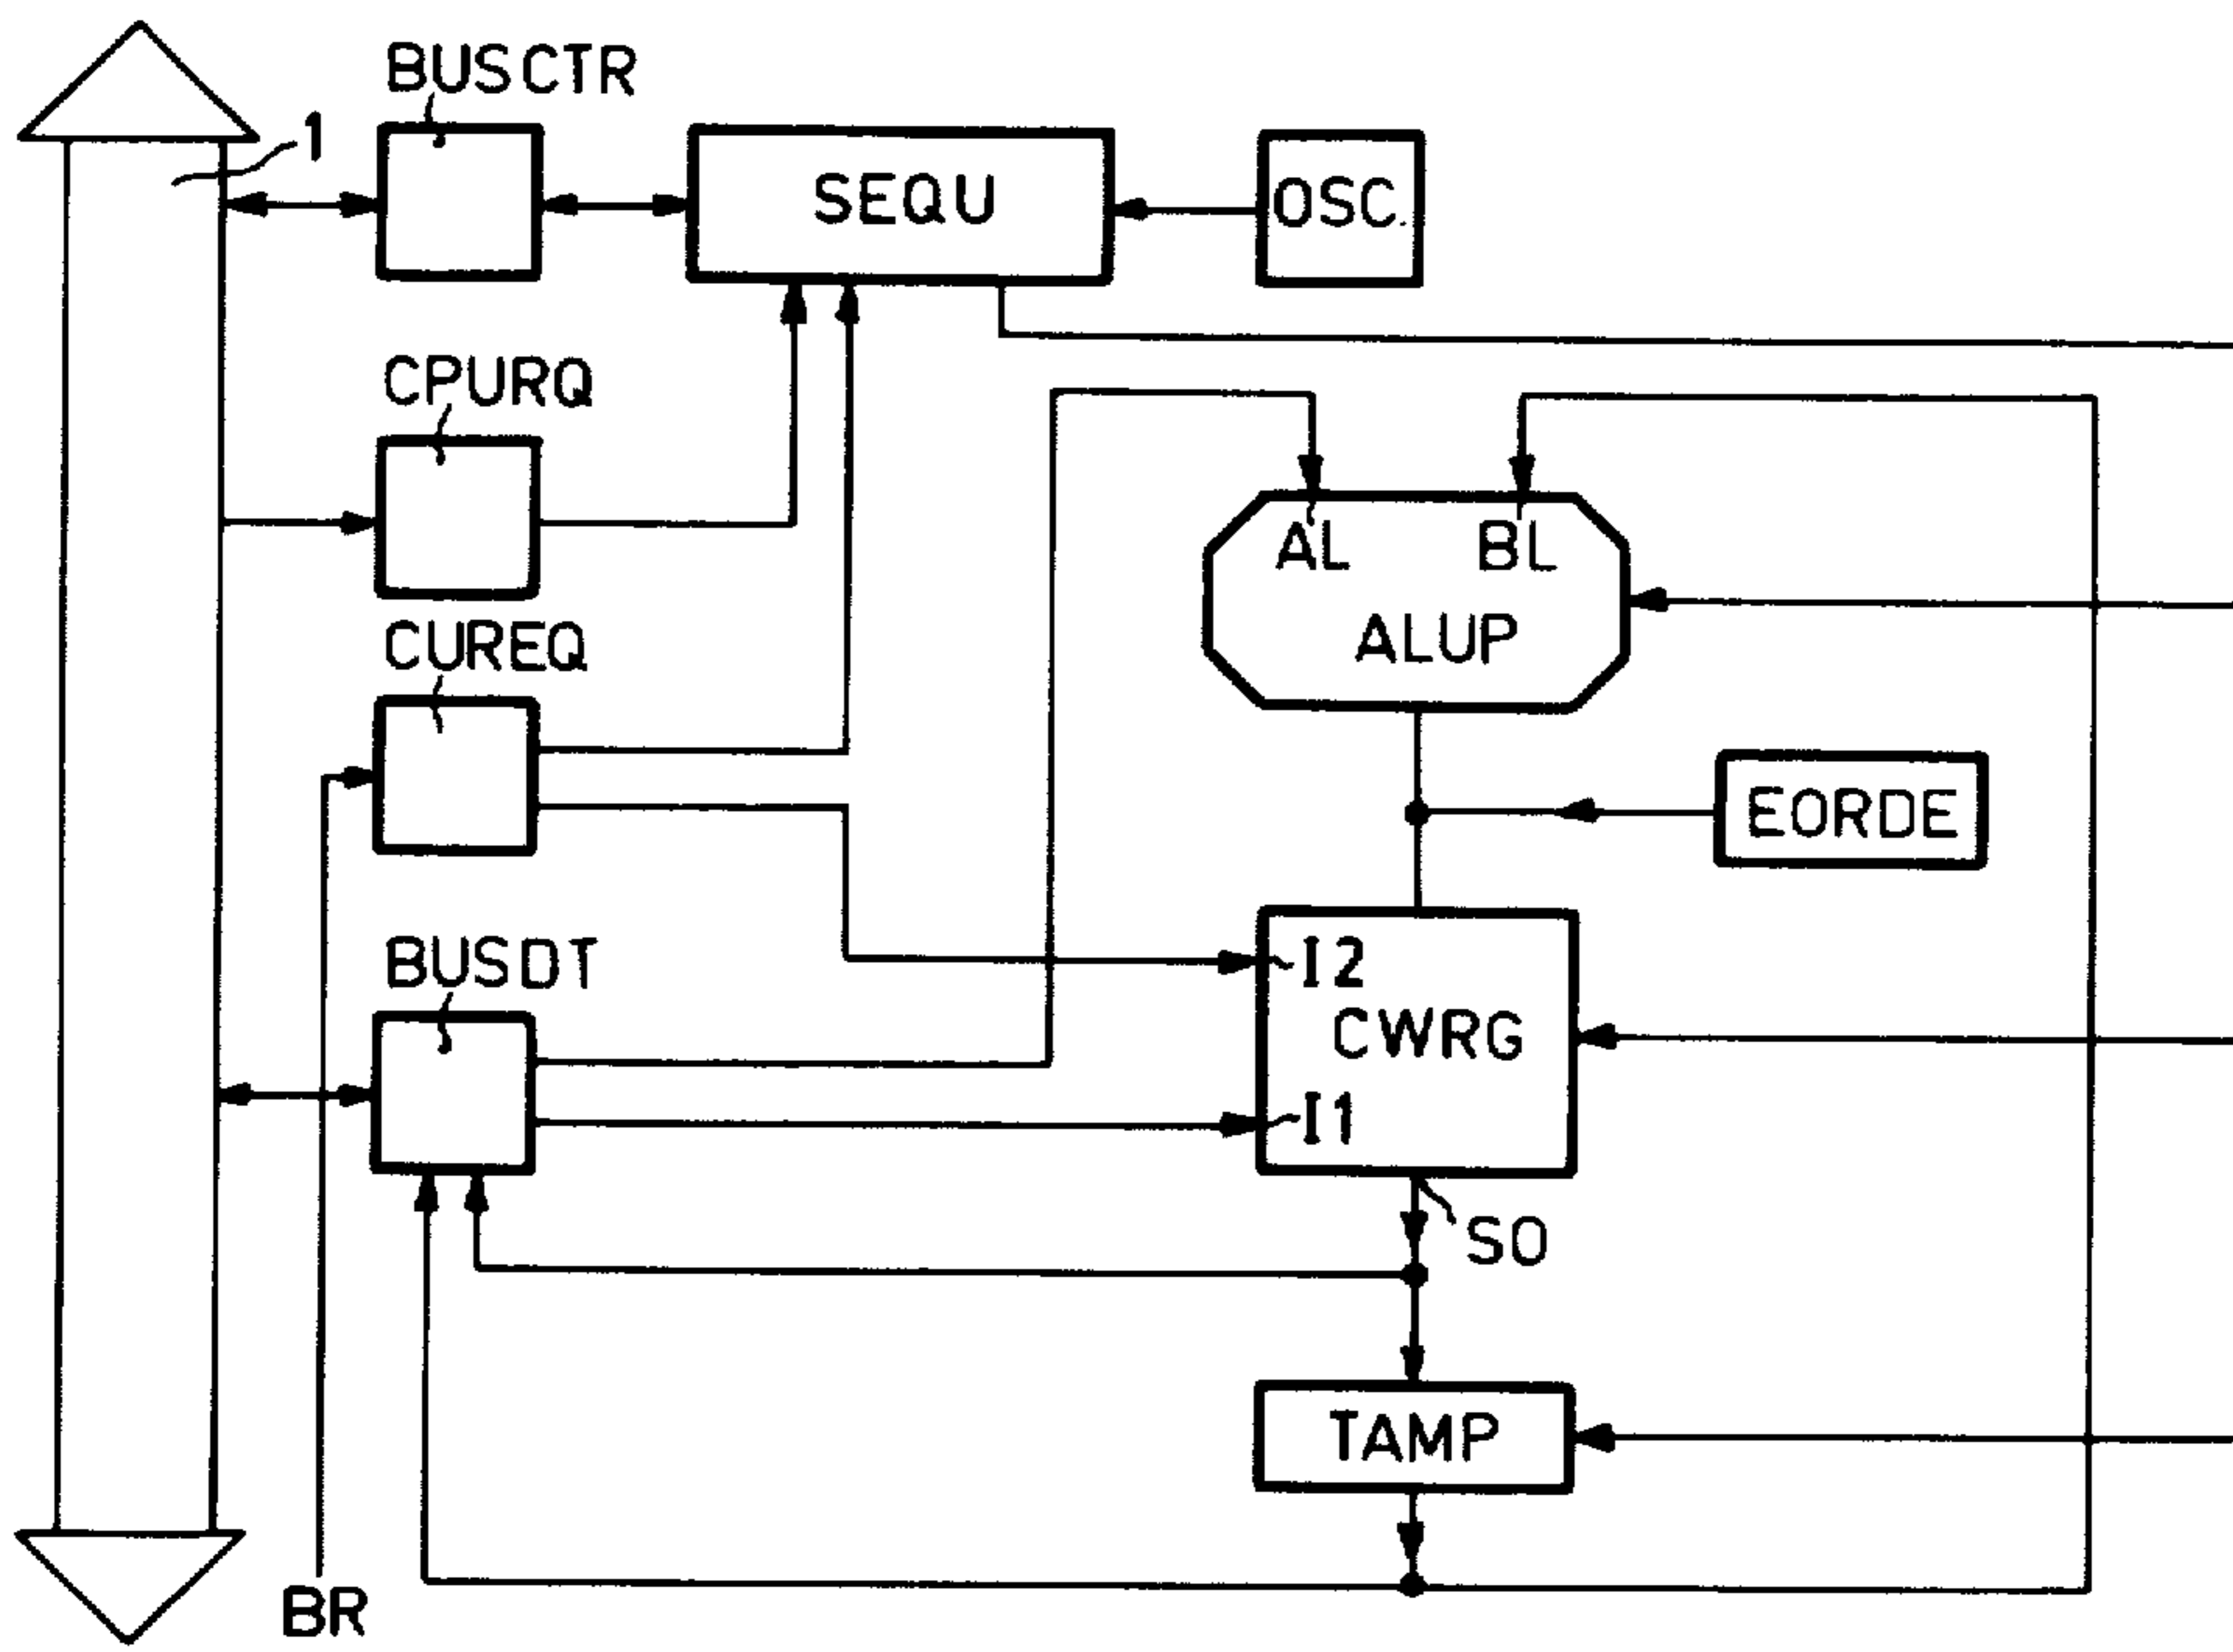 BUSCTR
1
SEQU
OSC.
CPURQ
AL
BL
ALUP
CUREQ
EORDE
BUSDT
I2
CWRG
I1
SO
TAMP
BR